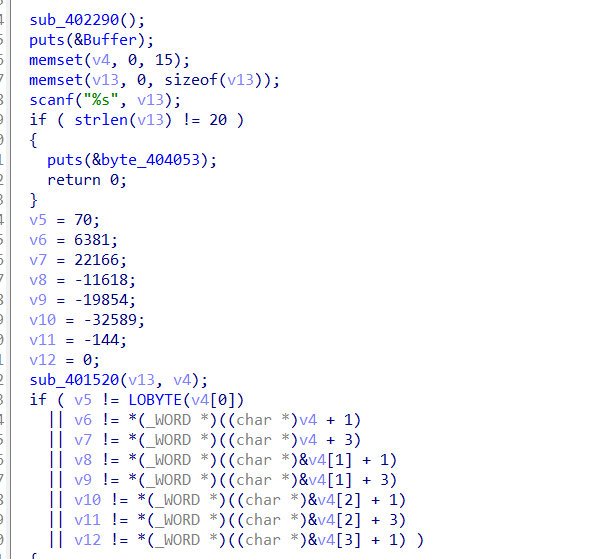 sub_402290();
puts(&Buffer);
memset(v4, 0, 15);
memset(v13, 0, sizeof(v13));
scanf("%s", v13);
if ( strlen(v13) != 20 )
{
puts(&byte_404053);
return 0;
}
v5 = 70;
v6 = 6381;
v7 = 22166;
v8 = -11618;
v9 = -19854;
v10 = -32589;
v11 = -144;
v12 = 0;
sub_401520(v13, v4);
if ( v5 != LOBYTE(v4[0])
|| v6 != *(_WORD *)((char *)v4 + 1)
|| v7 != *(_WORD *)((char *)v4 + 3)
|| v8 != *(_WORD *)((char *)&v4[1] + 1)
|| v9 != *(_WORD *)((char *)&v4[1] + 3)
|| v10 != *(_WORD *)((char *)&v4[2] + 1)
|| v11 != *(_WORD *)((char *)&v4[2] + 3)
|| v12 != *(_WORD *)((char *)&v4[3] + 1) )